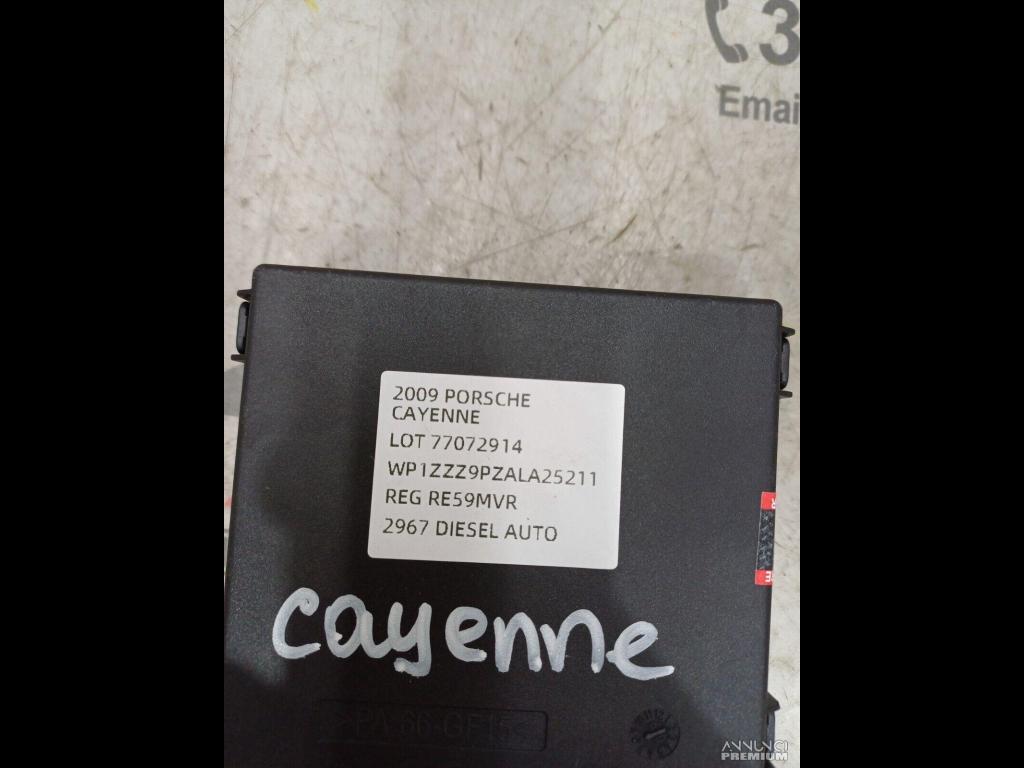 3
Emai
2009 PORSCHE
CAYENNE
LOT 77072914
WP1ZZZ9PZALA25211
REG RE59MVR
2967 DIESEL AUTO
cayenne
>PA-66-GF15<
ANNUNCI
PREMIUM